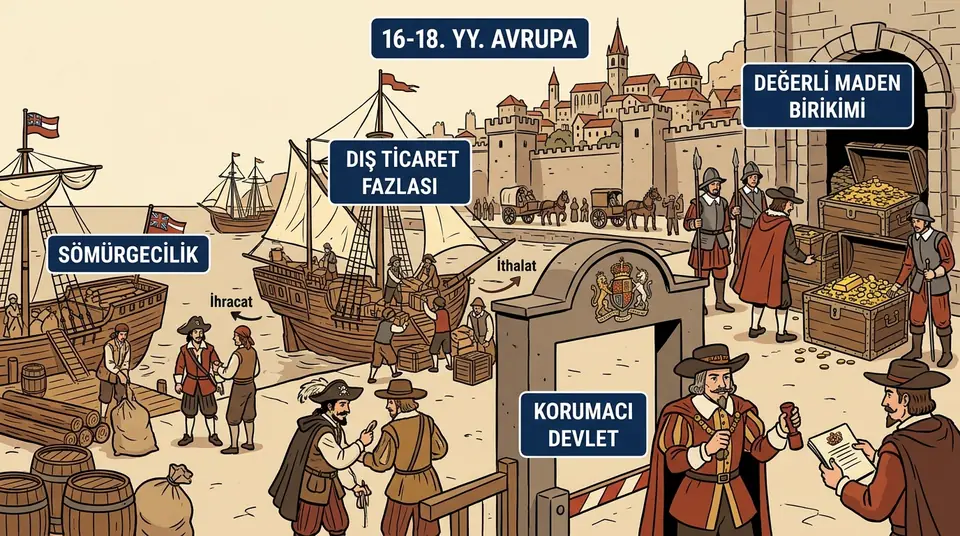 16-18. YY. AVRUPA
DEĞERLİ MADEN
BİRİKİMİ
DIŞ TİCARET
FAZLASI
SÖMÜRGECİLİK
İthalat
İhracat
KORUMACI
DEVLET